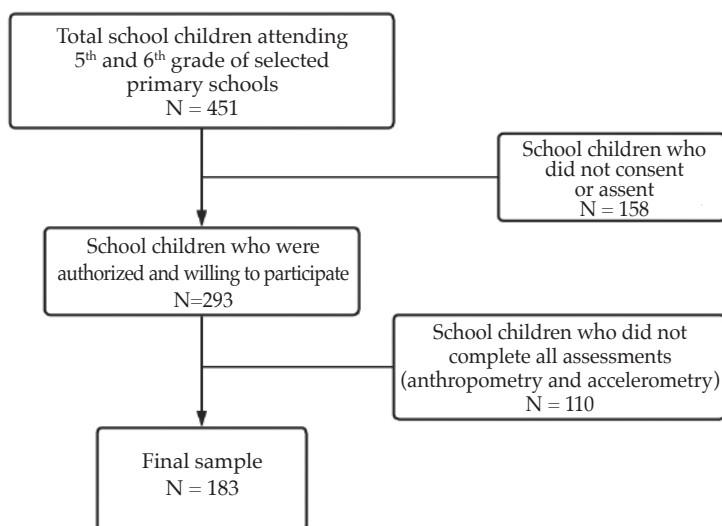 Total school children attending
5th and 6th grade of selected
primary schools
N = 451
School children who
did not consent
or assent
N = 158
School children who were
authorized and willing to participate
N=293
School children who did not
complete all assessments
(anthropometry and accelerometry)
N = 110
Final sample
N = 183